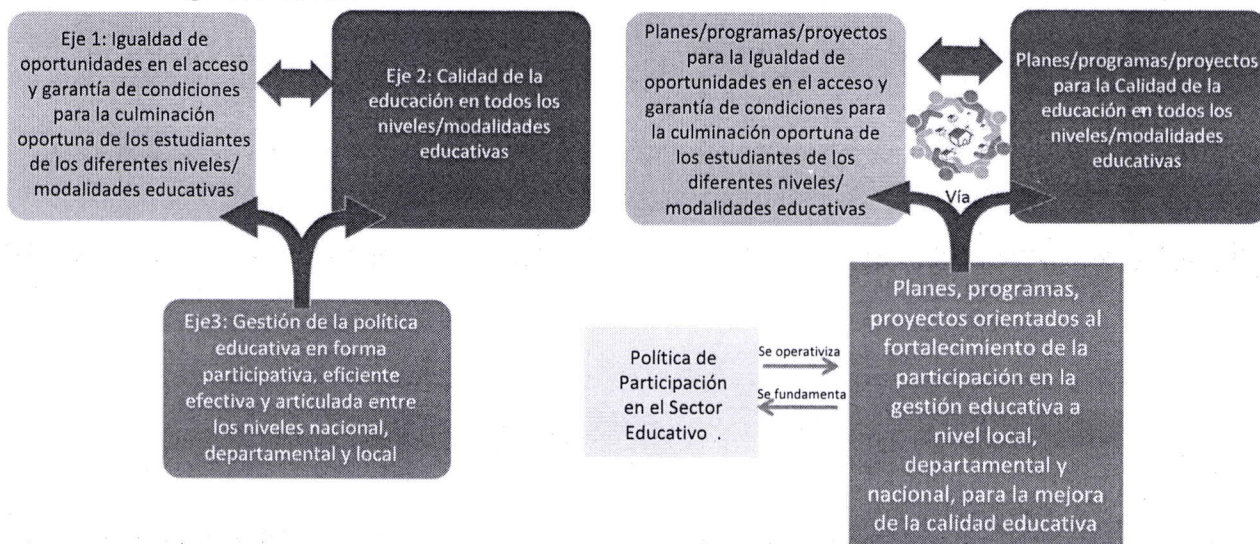 Eje 1: Igualdad de
oportunidades en el acceso
y garantía de condiciones
para la culminación
oportuna de los estudiantes
de los diferentes niveles/
modalidades educativas
Eje 2: Calidad de la
educación en todos los
niveles/modalidades
educativas
Eje3: Gestión de la política
educativa en forma
participativa, eficiente
efectiva y articulada entre
los niveles nacional,
departamental y local
Planes/programas/proyectos
para la Igualdad de
oportunidades en el acceso y
garantía de condiciones para
la culminación oportuna de
los estudiantes de los
diferentes niveles/
modalidades educativas
Vía
Planes/programas/proyectos
para la Calidad de la
educación en todos los
niveles/modalidades
educativas
Política de
Participación
en el Sector
Educativo .
Se operativiza
Se fundamenta
Planes, programas,
proyectos orientados al
fortalecimiento de la
participación en la
gestión educativa a
nivel local,
departamental y
nacional, para la mejora
de la calidad educativa